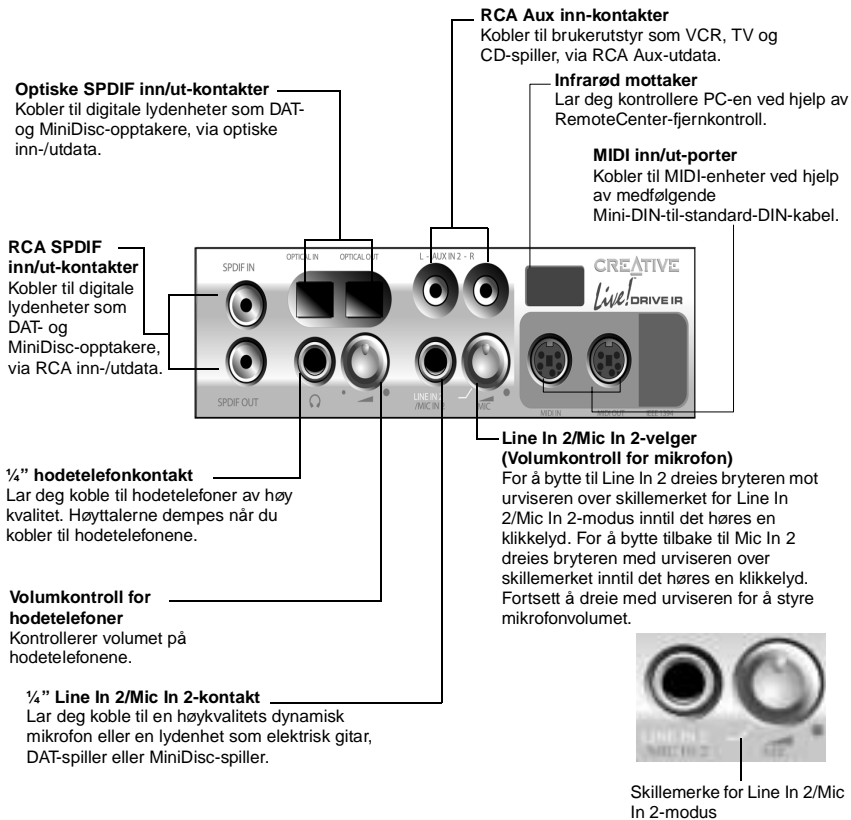 RCA Aux inn-kontakter
Kobler til brukerutstyr som VCR, TV og
CD-spiller, via RCA Aux-utdata.
Optiske SPDIF inn/ut-kontakter
Kobler til digitale lydenheter som DAT-
og MiniDisc-opptakere, via optiske
inn-/utdata.
Infrarød mottaker
Lar deg kontrollere PC-en ved hjelp av
RemoteCenter-fjernkontroll.
MIDI inn/ut-porter
Kobler til MIDI-enheter ved hjelp
av medfølgende
Mini-DIN-til-standard-DIN-kabel.
RCA SPDIF
inn/ut-kontakter
Kobler til digitale
lydenheter som
DAT- og
MiniDisc-opptakere,
via RCA inn-/utdata.
SPDIF IN
OPTICAL IN
OPTICAL OUT
L - AUX IN 2 - R
CREATIVE
Live! DRIVE IR
SPDIF OUT
LINE IN 2
/MIC IN 2
MIC
MIDI IN
MIDI OUT
IEEE 1394
¼” hodetelefonkontakt
Lar deg koble til hodetelefoner av høy
kvalitet. Høyttalerne dempes når du
kobler til hodetelefonene.
Line In 2/Mic In 2-velger
(Volumkontroll for mikrofon)
For å bytte til Line In 2 dreies bryteren mot
urviseren over skillemerket for Line In
2/Mic In 2-modus inntil det høres en
klikkelyd. For å bytte tilbake til Mic In 2
dreies bryteren med urviseren over
skillemerket inntil det høres en klikkelyd.
Fortsett å dreie med urviseren for å styre
mikrofonvolumet.
Volumkontroll for
hodetelefoner
Kontrollerer volumet på
hodetelefonene.
¼” Line In 2/Mic In 2-kontakt
Lar deg koble til en høykvalitets dynamisk
mikrofon eller en lydenhet som elektrisk gitar,
DAT-spiller eller MiniDisc-spiller.
LINE IN 2
/MIC IN 2
MIC
Skillemerke for Line In 2/Mic
In 2-modus